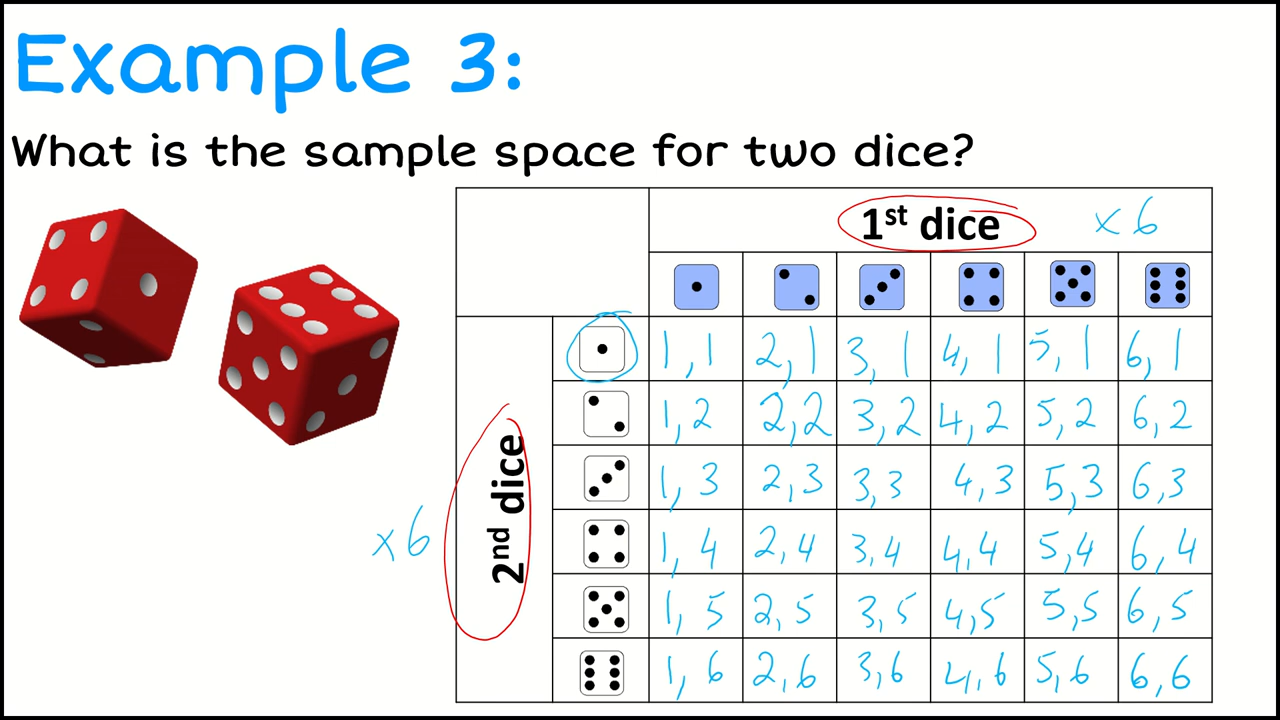 Example 3:
What is the sample space for two dice?
1st dice x 6
2nd dice
x 6
1, 1 2, 1 3, 1 4, 1 5, 1 6, 1
1, 2 2, 2 3, 2 4, 2 5, 2 6, 2
1, 3 2, 3 3, 3 4, 3 5, 3 6, 3
1, 4 2, 4 3, 4 4, 4 5, 4 6, 4
1, 5 2, 5 3, 5 4, 5 5, 5 6, 5
1, 6 2, 6 3, 6 4, 6 5, 6 6, 6